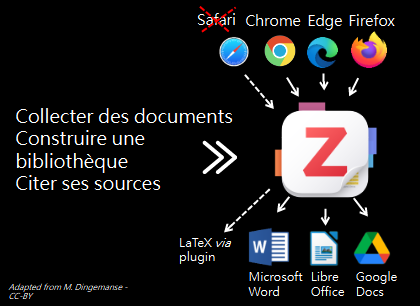 Safari Chrome Edge Firefox
Collecter des documents
Construire une
bibliothèque
Citer ses sources
Z
LaTeX via
plugin
Microsoft
Word
Libre
Office
Google
Docs
W
Adapted from M. Dingemanse -
CC-BY